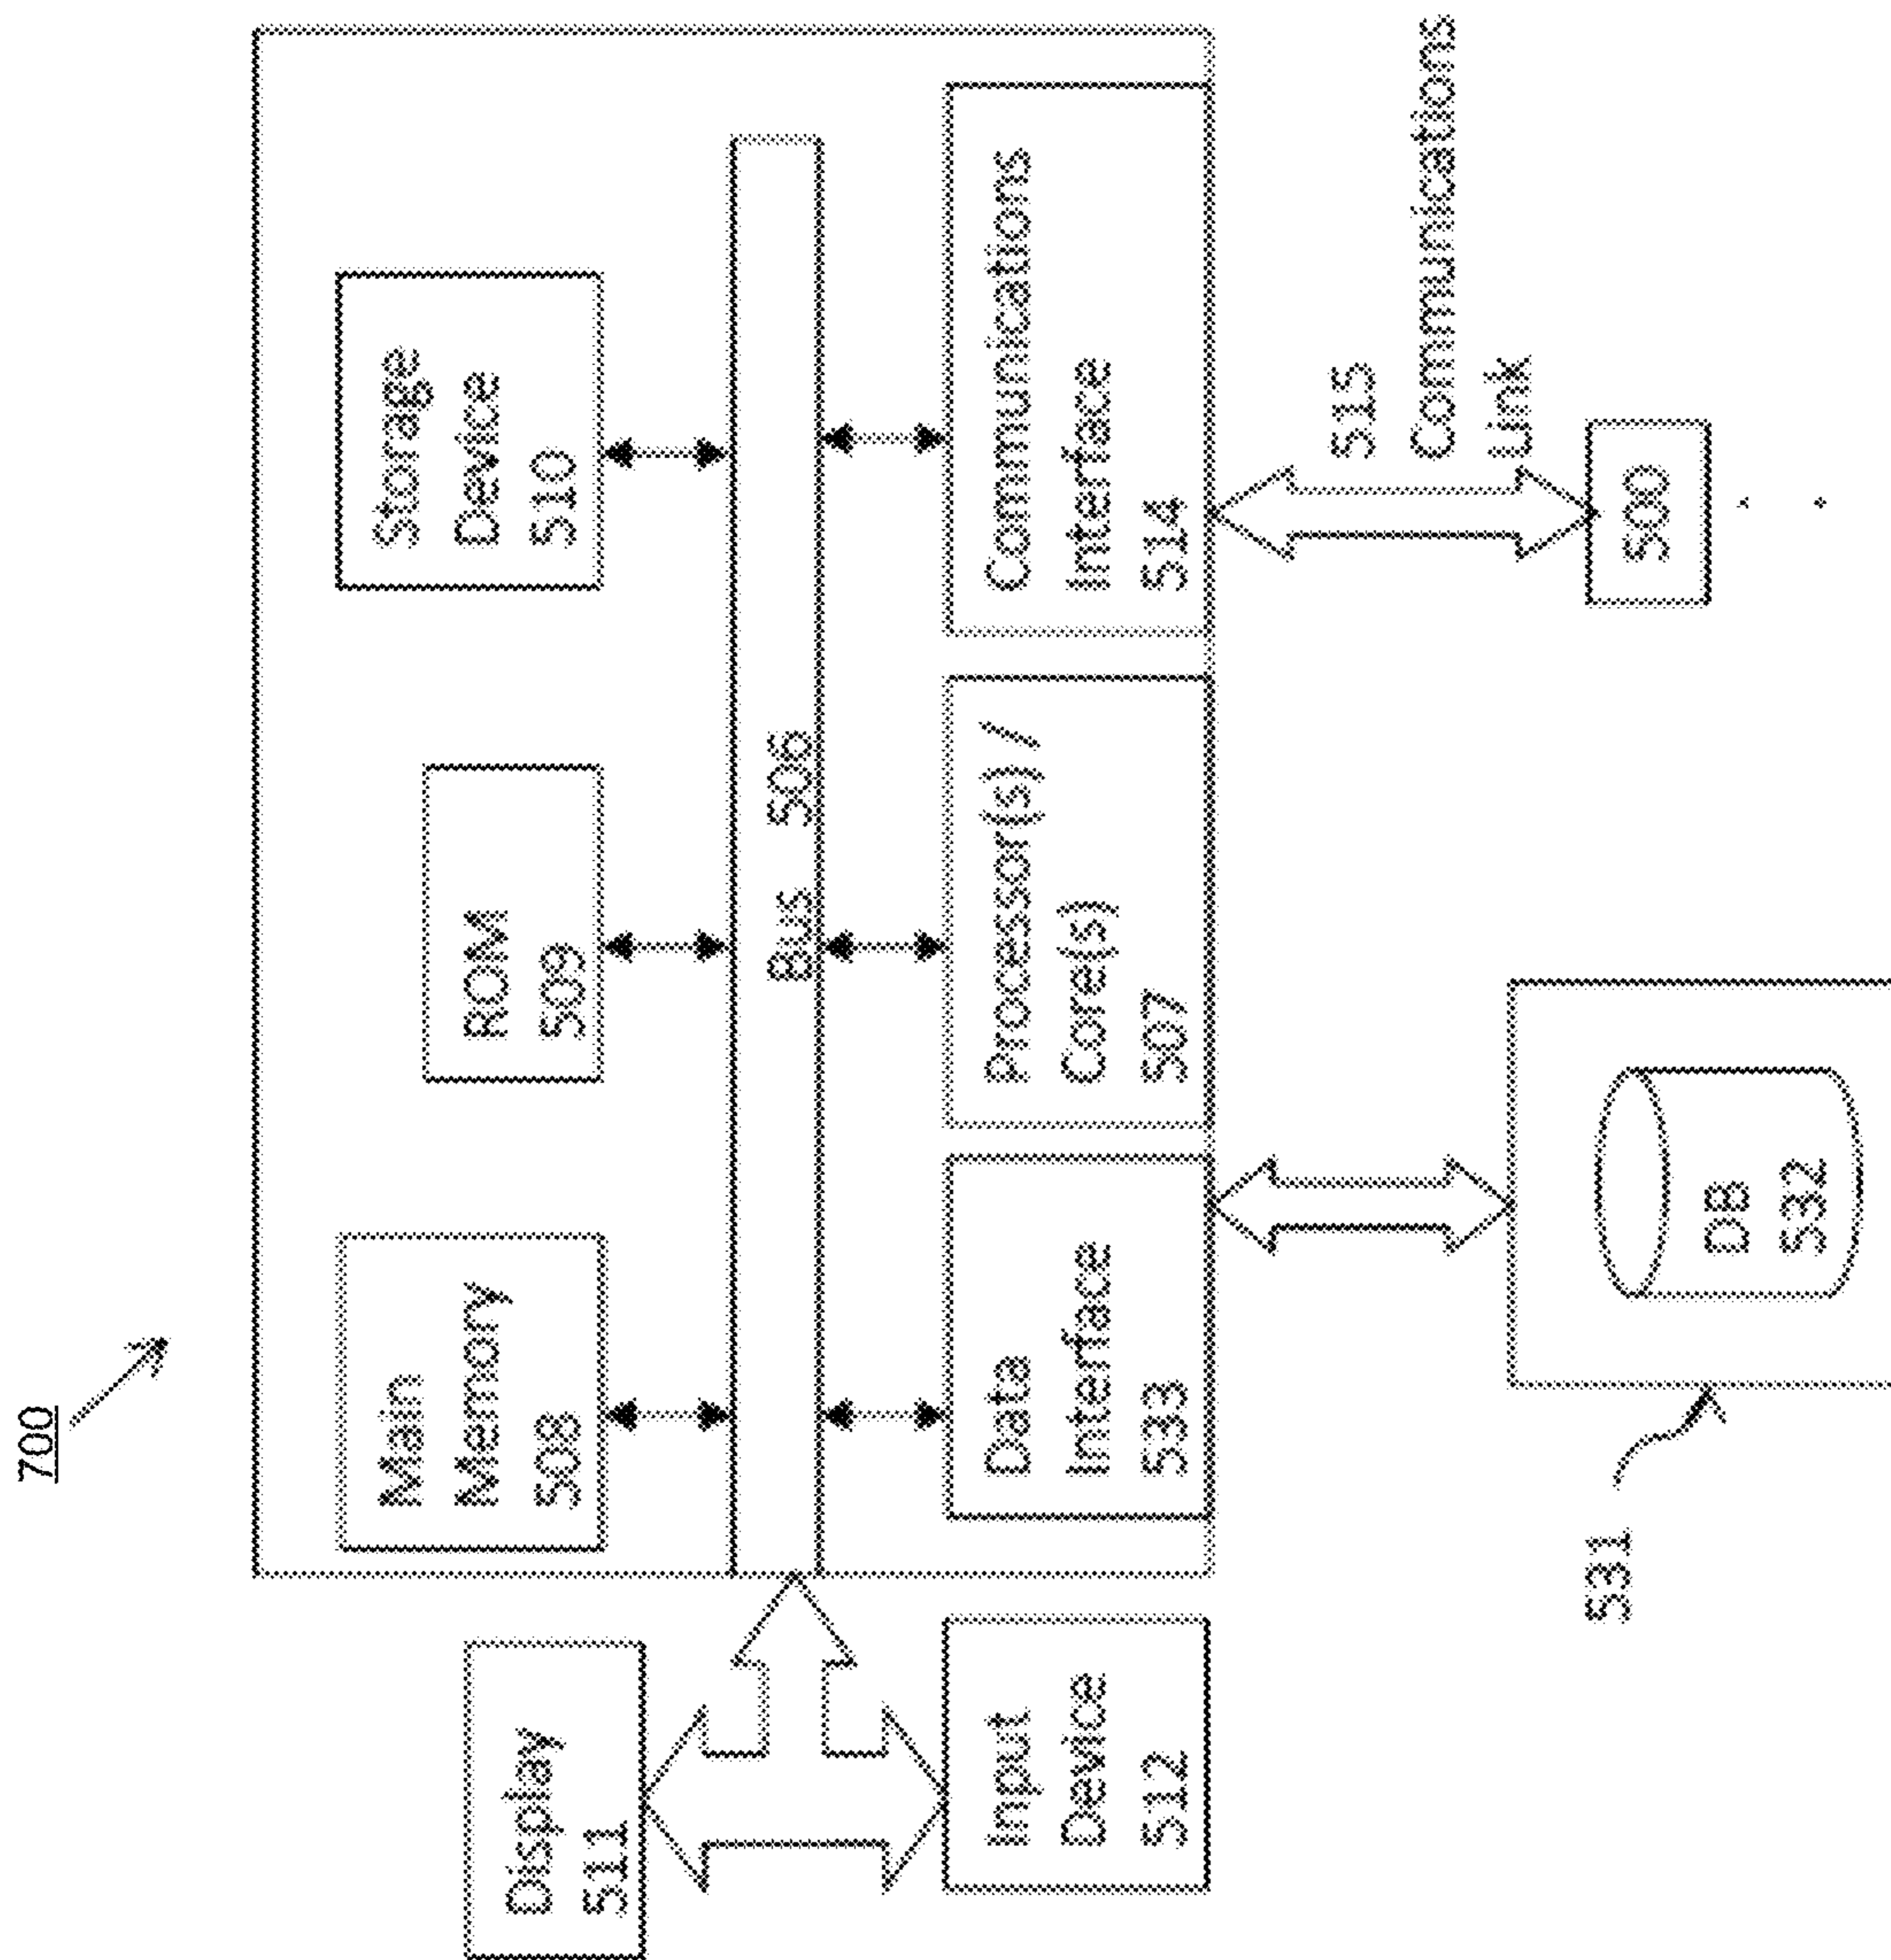 700
Main
Memory
508
ROM
509
Storage
Device
510
Display
511
Bus 506
Input
Device
512
Data
Interface
533
Processor(s) /
Core(s)
507
Communications
Interface
514
515
Communications
Link
531
DB
532
500